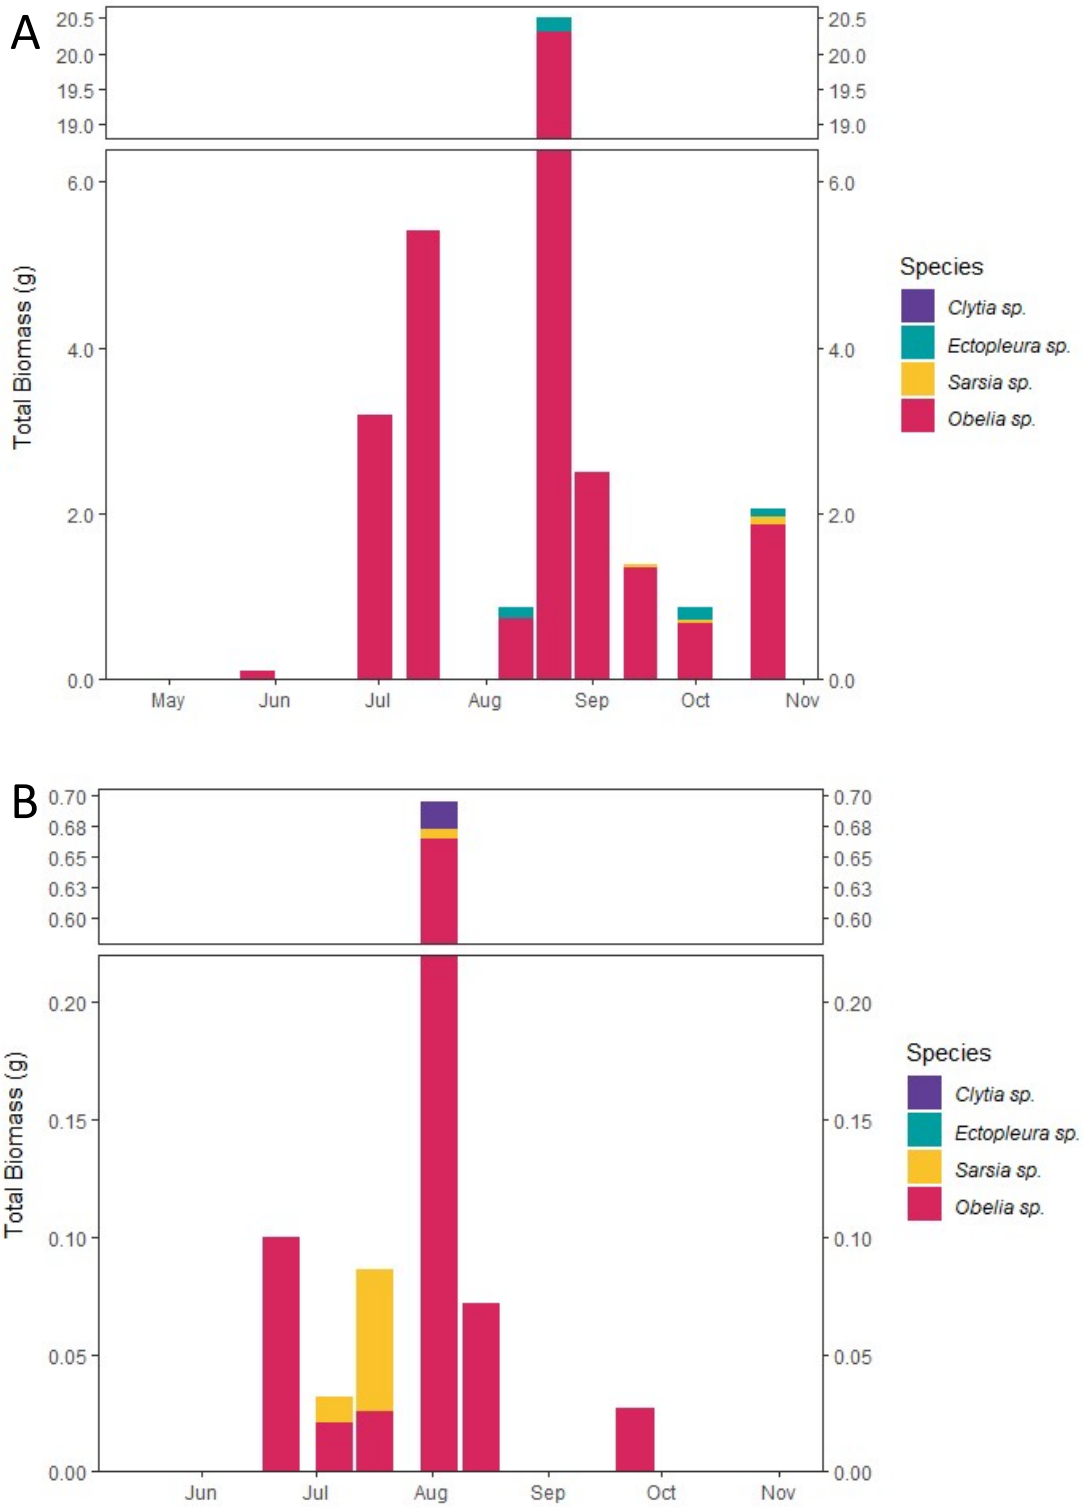 A
20.5
20.0
19.5
19.0
20.5
20.0
19.5
19.0
6.0
4.0
2.0
0.0
6.0
4.0
2.0
0.0
Total Biomass (g)
May Jun Jul Aug Sep Oct Nov
Species
Clytia sp.
Ectopleura sp.
Sarsia sp.
Obelia sp.
B
0.70
0.68
0.65
0.63
0.60
0.70
0.68
0.65
0.63
0.60
0.20
0.15
0.10
0.05
0.00
0.20
0.15
0.10
0.05
0.00
Total Biomass (g)
Jun Jul Aug Sep Oct Nov
Species
Clytia sp.
Ectopleura sp.
Sarsia sp.
Obelia sp.